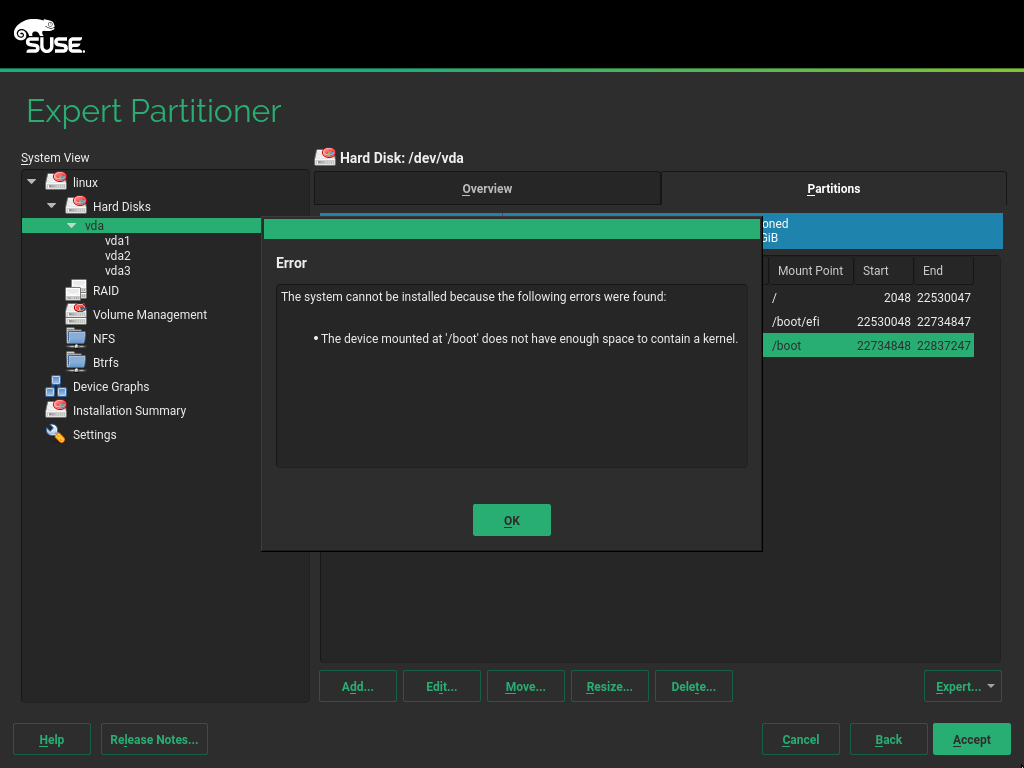 SUSE.
Expert Partitioner
System View
linux
Hard Disks
vda
vda1
vda2
vda3
RAID
Volume Management
NFS
Btrfs
Device Graphs
Installation Summary
Settings
Hard Disk: /dev/vda
Overview
Partitions
oned
GiB
Mount Point Start End
/ 2048 22530047
/boot/efi 22530048 22734847
/boot 22734848 22837247
Error
The system cannot be installed because the following errors were found:
• The device mounted at '/boot' does not have enough space to contain a kernel.
OK
Add... Edit... Move... Resize... Delete... Expert...
Help Release Notes... Cancel Back Accept